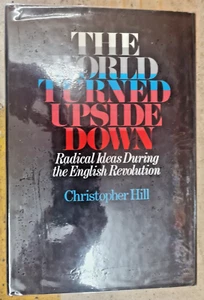 THE
WORLD
TURNED
UPSIDE
DOWN
Radical Ideas During
the English Revolution
Christopher Hill